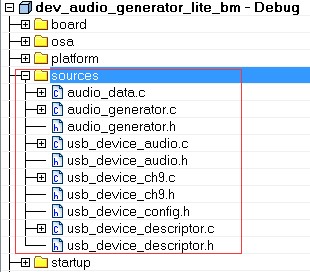 dev_audio_generator_lite_bm - Debug
board
osa
platform
sources
audio_data.c
audio_generator.c
audio_generator.h
usb_device_audio.c
usb_device_audio.h
usb_device_ch9.c
usb_device_ch9.h
usb_device_config.h
usb_device_descriptor.c
usb_device_descriptor.h
startup